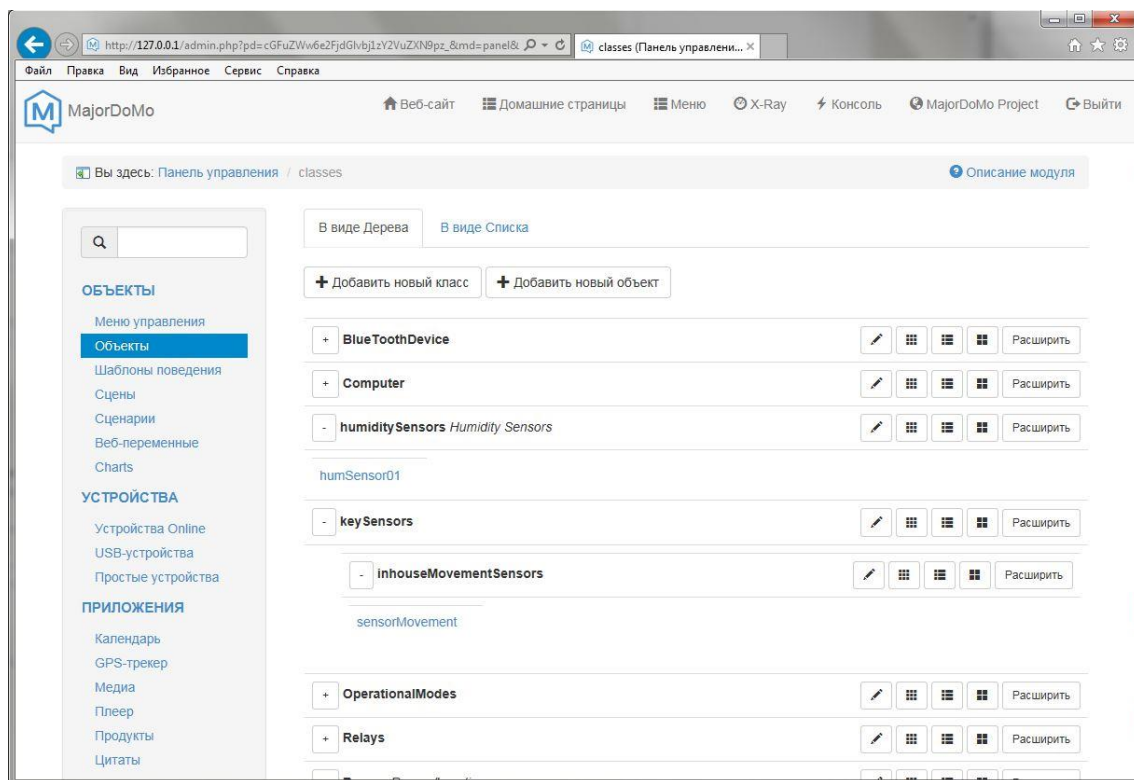 http://127.0.0.1/admin.php?pd=cGFuZWw6e2FjdGlvbj1zY2VuZXN9pz_&md=panel&
classes (Панель управлени...
Файл Правка Вид Избранное Сервис Справка
MajorDoMo
Веб-сайт Домашние страницы Меню X-Ray Консоль MajorDoMo Project Выйти
Вы здесь: Панель управления / classes
Описание модуля
ОБЪЕКТЫ
Меню управления
Объекты
Шаблоны поведения
Сцены
Сценарии
Веб-переменные
Charts
УСТРОЙСТВА
Устройства Online
USB-устройства
Простые устройства
ПРИЛОЖЕНИЯ
Календарь
GPS-трекер
Медиа
Плеер
Продукты
Цитаты
В виде Дерева В виде Списка
+ Добавить новый класс + Добавить новый объект
+ BlueToothDevice Расширить
+ Computer Расширить
- humiditySensors Humidity Sensors Расширить
humSensor01
- keySensors Расширить
- inhouseMovementSensors Расширить
sensorMovement
+ OperationalModes Расширить
+ Relays Расширить